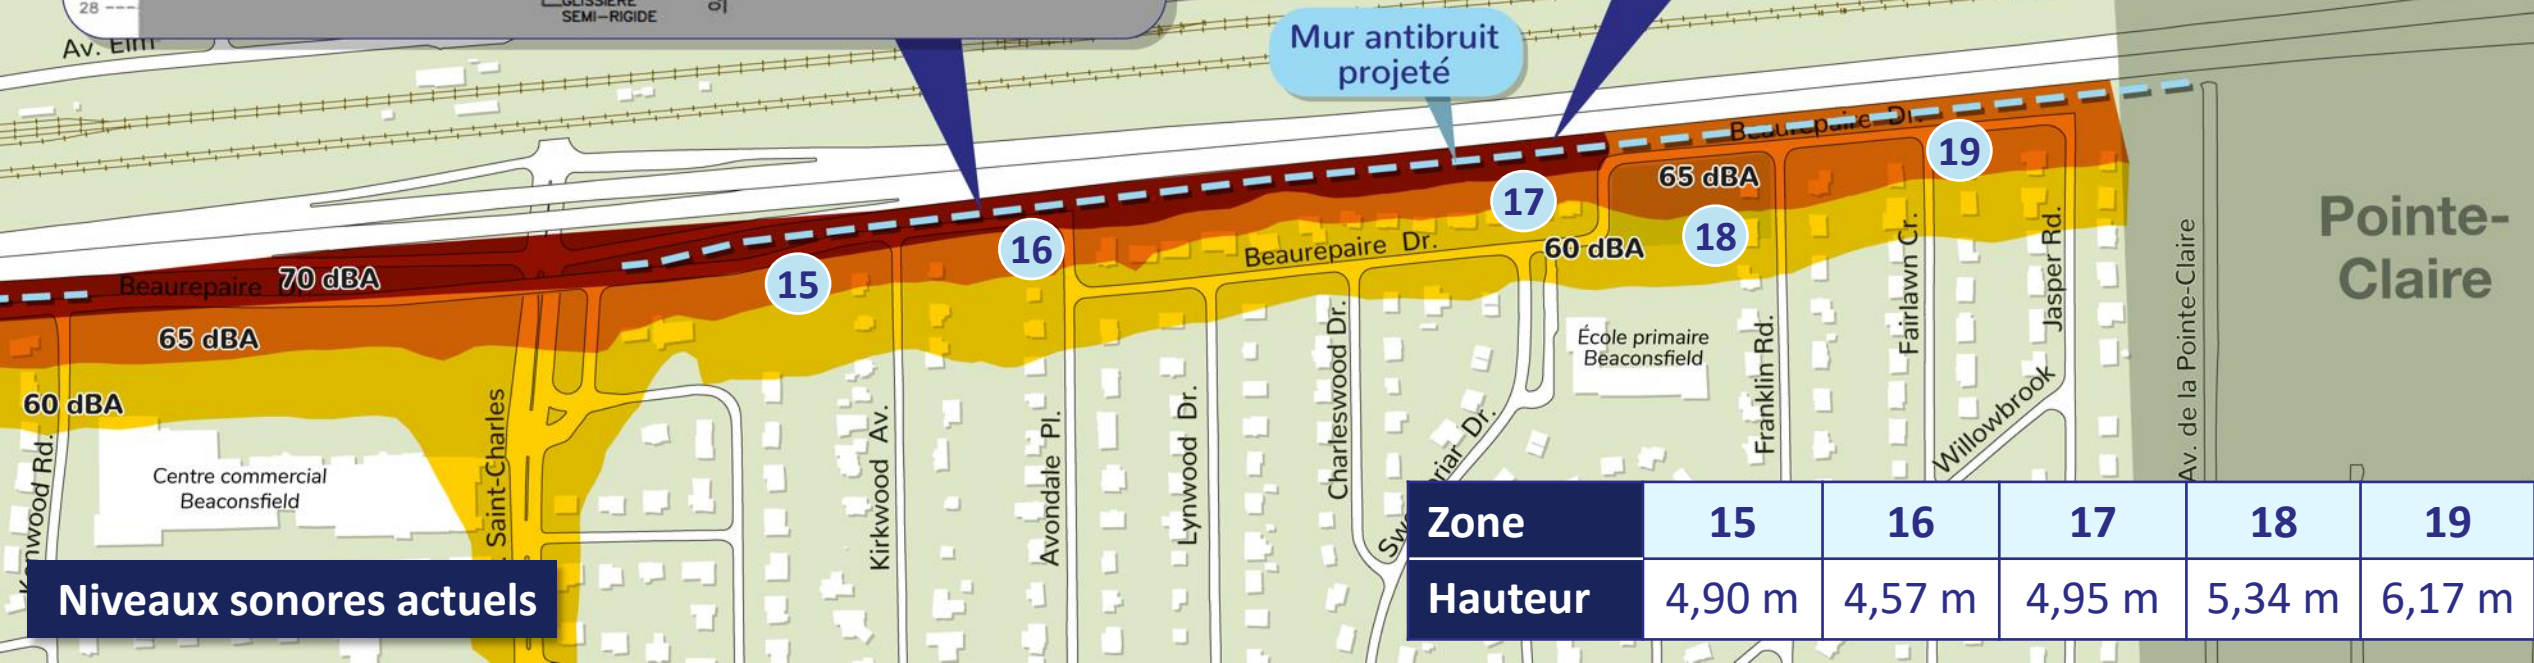 28
GLISSIÈRE
SEMI-RIGIDE
Av. Elm
Mur antibruit
projeté
Beaurepaire Dr.
19
65 dBA
17
18
16
Beaurepaire Dr.
60 dBA
15
Beaurepaire Dr.
70 dBA
65 dBA
60 dBA
Pointe-
Claire
Av. de la Pointe-Claire
Jasper Rd.
Fairlawn Cr.
Franklin Rd.
Willowbrook
École primaire
Beaconsfield
Charleswood Dr.
Lynwood Dr.
Avondale Pl.
Kirkwood Av.
Saint-Charles
Centre commercial
Beaconsfield
Niveaux sonores actuels
Zone 15 16 17 18 19
Hauteur 4,90 m 4,57 m 4,95 m 5,34 m 6,17 m